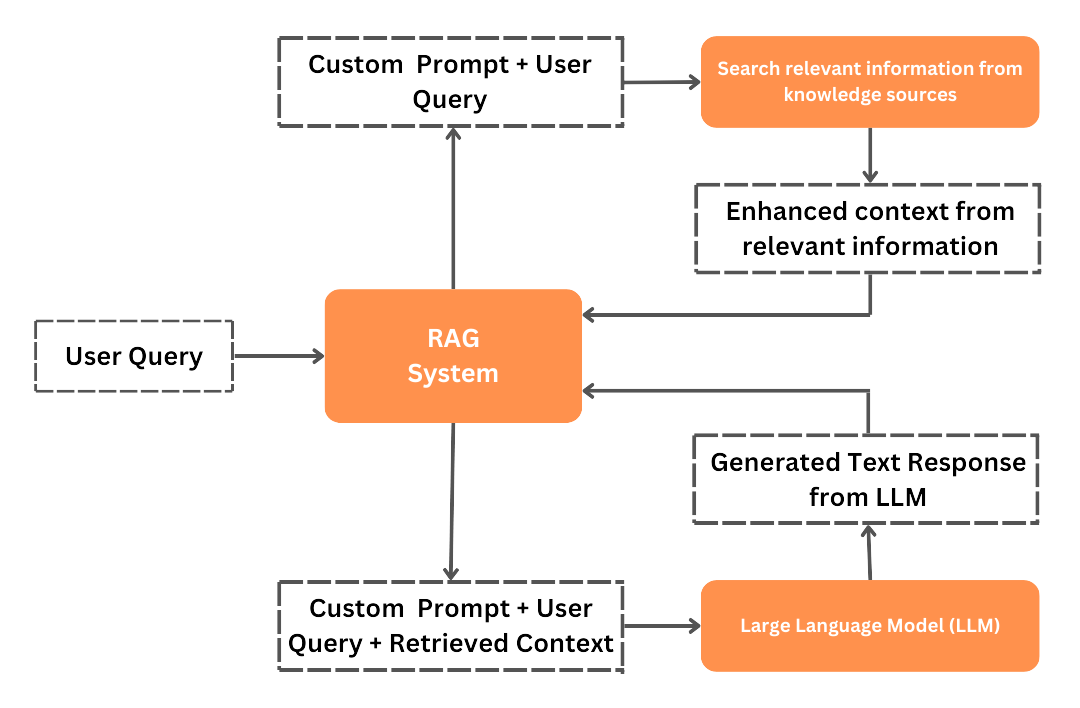 Custom  Prompt + User
Query
Search relevant information from
knowledge sources
Enhanced context from
relevant information
User Query
RAG
System
Generated Text Response
from LLM
Custom  Prompt + User
Query + Retrieved Context
Large Language Model (LLM)